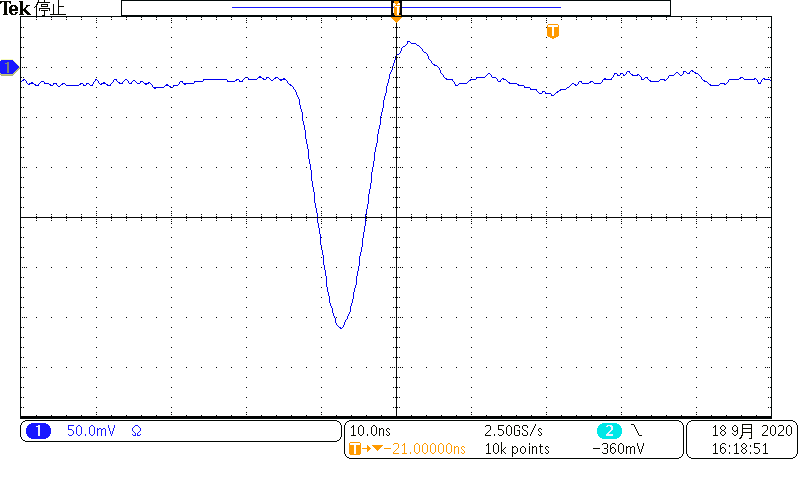 Tek 停止
T
T
1
1 50.0mV Ω
10.0ns 2.50GS/s 2
T→▼-21.00000ns 10k points -360mV
18 9月 2020
16:18:51